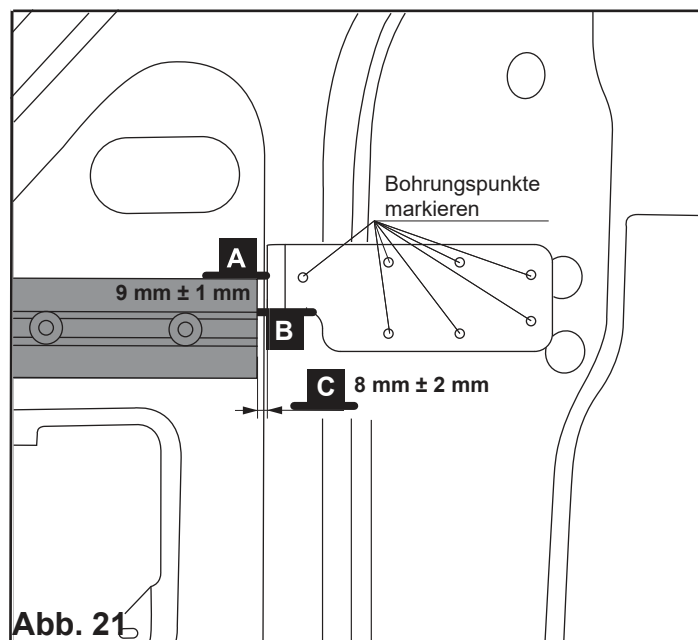 Bohrungspunkte
markieren
A
9 mm ± 1 mm
B
C 8 mm ± 2 mm
Abb. 21